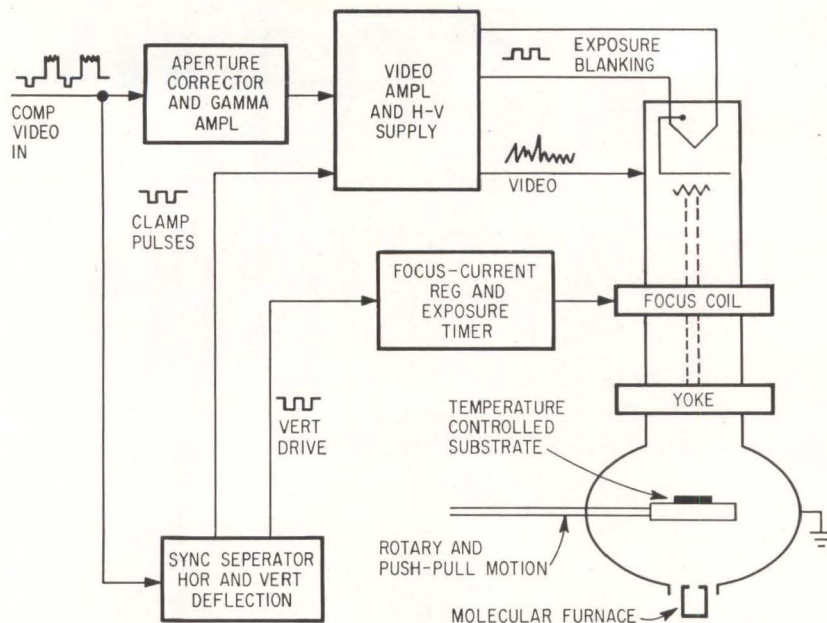 COMP
VIDEO
IN
APERTURE
CORRECTOR
AND GAMMA
AMPL
VIDEO
AMPL
AND H-V
SUPPLY
EXPOSURE
BLANKING
VIDEO
CLAMP
PULSES
FOCUS-CURRENT
REG AND
EXPOSURE
TIMER
FOCUS COIL
YOKE
VERT
DRIVE
TEMPERATURE
CONTROLLED
SUBSTRATE
SYNC SEPERATOR
HOR AND VERT
DEFLECTION
ROTARY AND
PUSH-PULL MOTION
MOLECULAR FURNACE